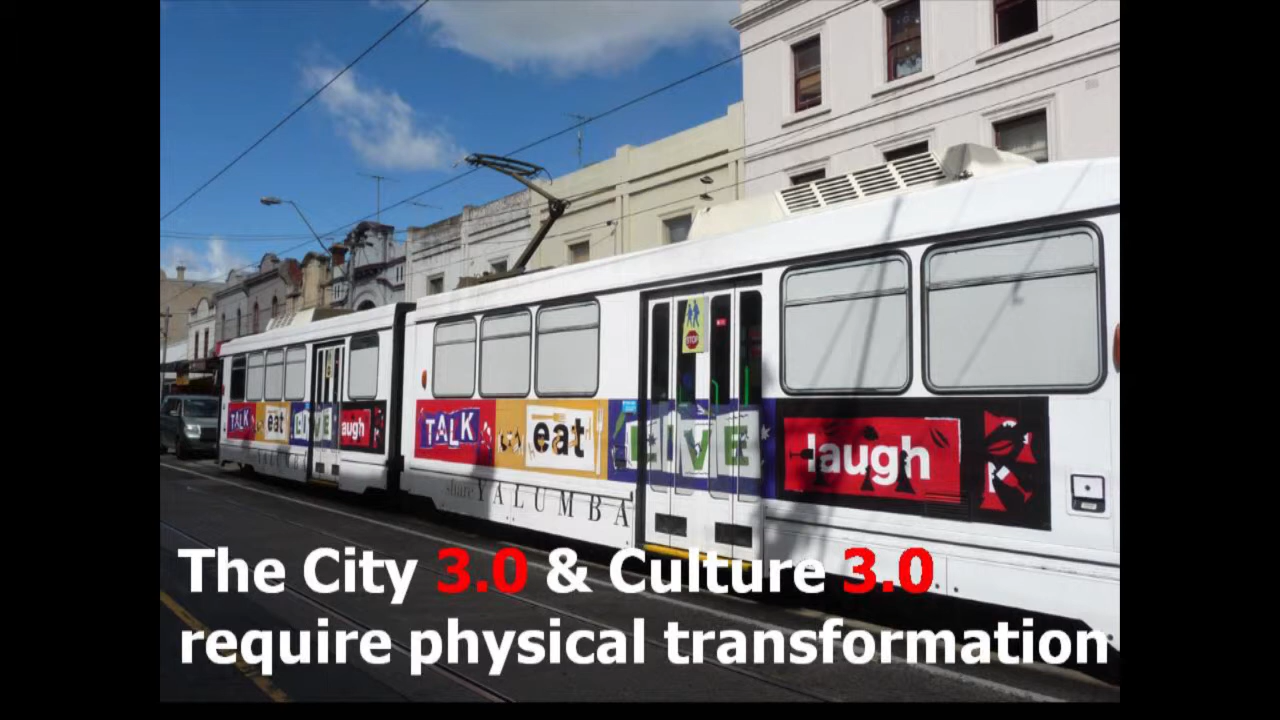 TALK eat LIVE laugh
TALK eat LIVE laugh
STOP
share YALUMBA
The City 3.0 & Culture 3.0
require physical transformation